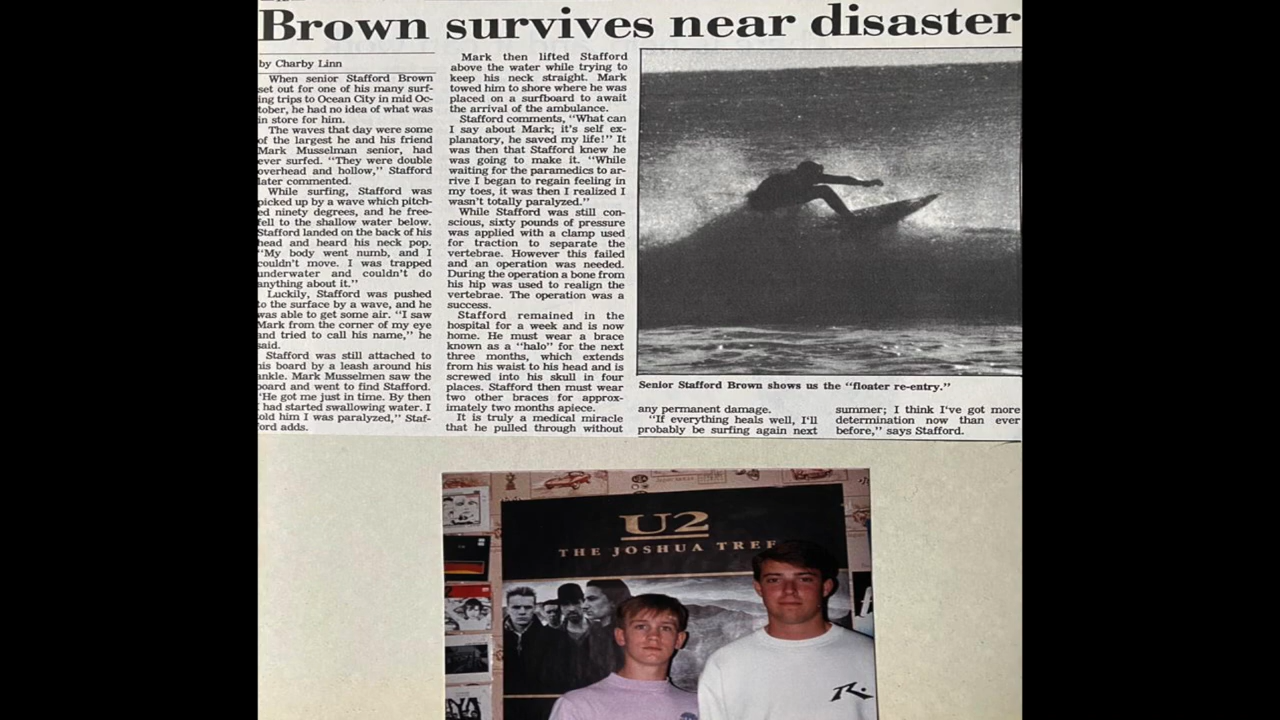 Brown survives near disaster
by Charby Linn
When senior Stafford Brown
set out for one of his many surf-
ing trips to Ocean City in mid Oc-
tober, he had no idea of what was
in store for him.
The waves that day were some
of the largest he and his friend
Mark Musselman senior, had
ever surfed. "They were double
overhead and hollow," Stafford
later commented.
While surfing, Stafford was
picked up by a wave which pitch-
ed ninety degrees, and he free-
fell to the shallow water below.
Stafford landed on the back of his
head and heard his neck pop.
"My body went numb, and I
couldn't move. I was trapped
underwater and couldn't do
anything about it."
Luckily, Stafford was pushed
to the surface by a wave, and he
was able to get some air. "I saw
Mark from the corner of my eye
and tried to call his name," he
said.
Stafford was still attached to
his board by a leash around his
ankle. Mark Musselmen saw the
board and went to find Stafford.
"He got me just in time. By then
I had started swallowing water. I
told him I was paralyzed," Staf-
ford adds.
Mark then lifted Stafford
above the water while trying to
keep his neck straight. Mark
towed him to shore where he was
placed on a surfboard to await
the arrival of the ambulance.
Stafford comments, "What can
I say about Mark; it's self ex-
planatory, he saved my life!" It
was then that Stafford knew he
was going to make it. "While
waiting for the paramedics to ar-
rive I began to regain feeling in
my toes, it was then I realized I
wasn't totally paralyzed."
While Stafford was still con-
scious, sixty pounds of pressure
was applied with a clamp used
for traction to separate the
vertebrae. However this failed
and an operation was needed.
During the operation a bone from
his hip was used to realign the
vertebrae. The operation was a
success.
Stafford remained in the
hospital for a week and is now
home. He must wear a brace
known as a "halo" for the next
three months, which extends
from his waist to his head and is
screwed into his skull in four
places. Stafford then must wear
two other braces for approx-
imately two months apiece.
It is truly a medical miracle
that he pulled through without
Senior Stafford Brown shows us the "floater re-entry."
any permanent damage.
"If everything heals well, I'll
probably be surfing again next
summer; I think I've got more
determination now than ever
before," says Stafford.
U2
THE JOSHUA TREE
R.